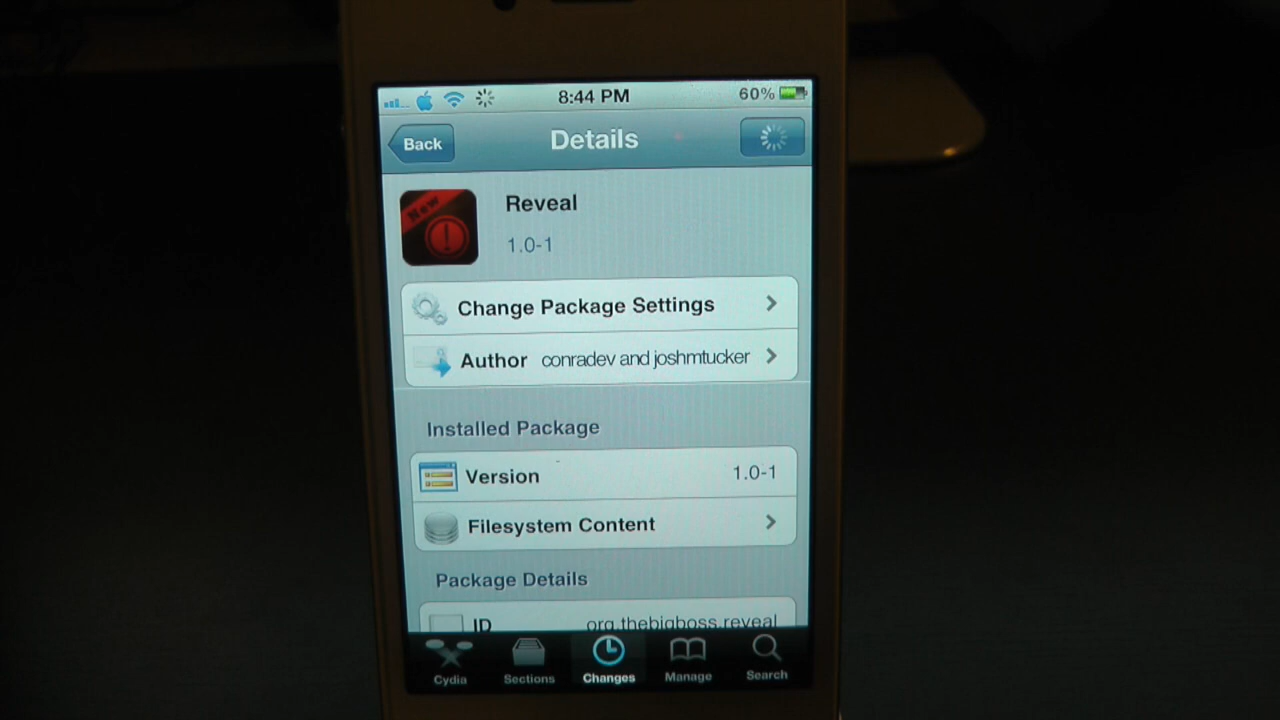 8:44 PM
60%
Back
Details
New
Reveal
1.0-1
Change Package Settings
Author conradev and joshmtucker
Installed Package
Version 1.0-1
Filesystem Content
Package Details
ID org.thebigboss.reveal
Cydia Sections Changes Manage Search